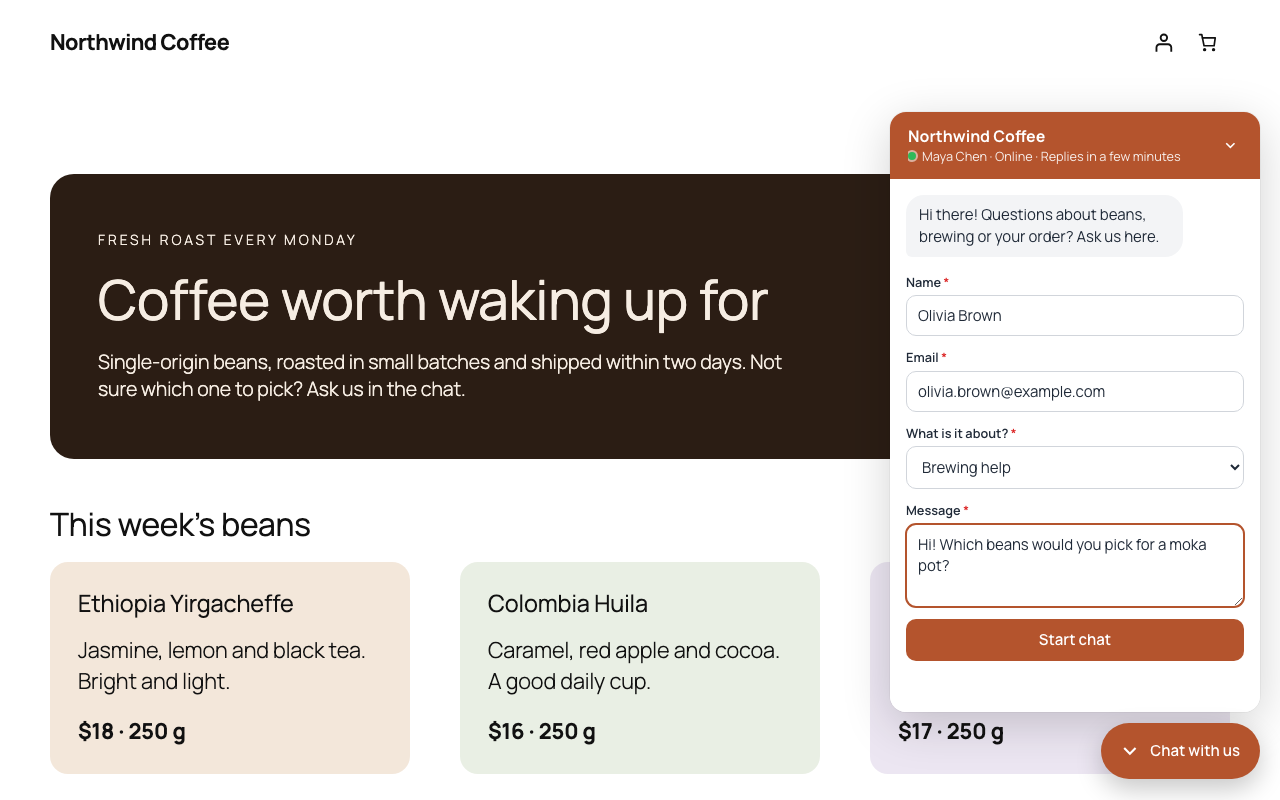 Northwind Coffee
FRESH ROAST EVERY MONDAY
Coffee worth waking up for
Single-origin beans, roasted in small batches and shipped within two days. Not
sure which one to pick? Ask us in the chat.
This week's beans
Ethiopia Yirgacheffe
Jasmine, lemon and black tea.
Bright and light.
$18 · 250 g
Colombia Huila
Caramel, red apple and cocoa.
A good daily cup.
$16 · 250 g
$17 · 250 g
Northwind Coffee
Maya Chen · Online · Replies in a few minutes
Hi there! Questions about beans,
brewing or your order? Ask us here.
Name *
Olivia Brown
Email *
olivia.brown@example.com
What is it about? *
Brewing help
Message *
Hi! Which beans would you pick for a moka
pot?
Start chat
Chat with us